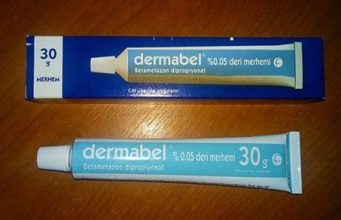 30
g
MERHEM
dermabel
%0.05 deri merhemi
Betametazon dipropiyonat
dermabel
% 0.05 deri merhemi 30 g
Betametazon dipropiyonat